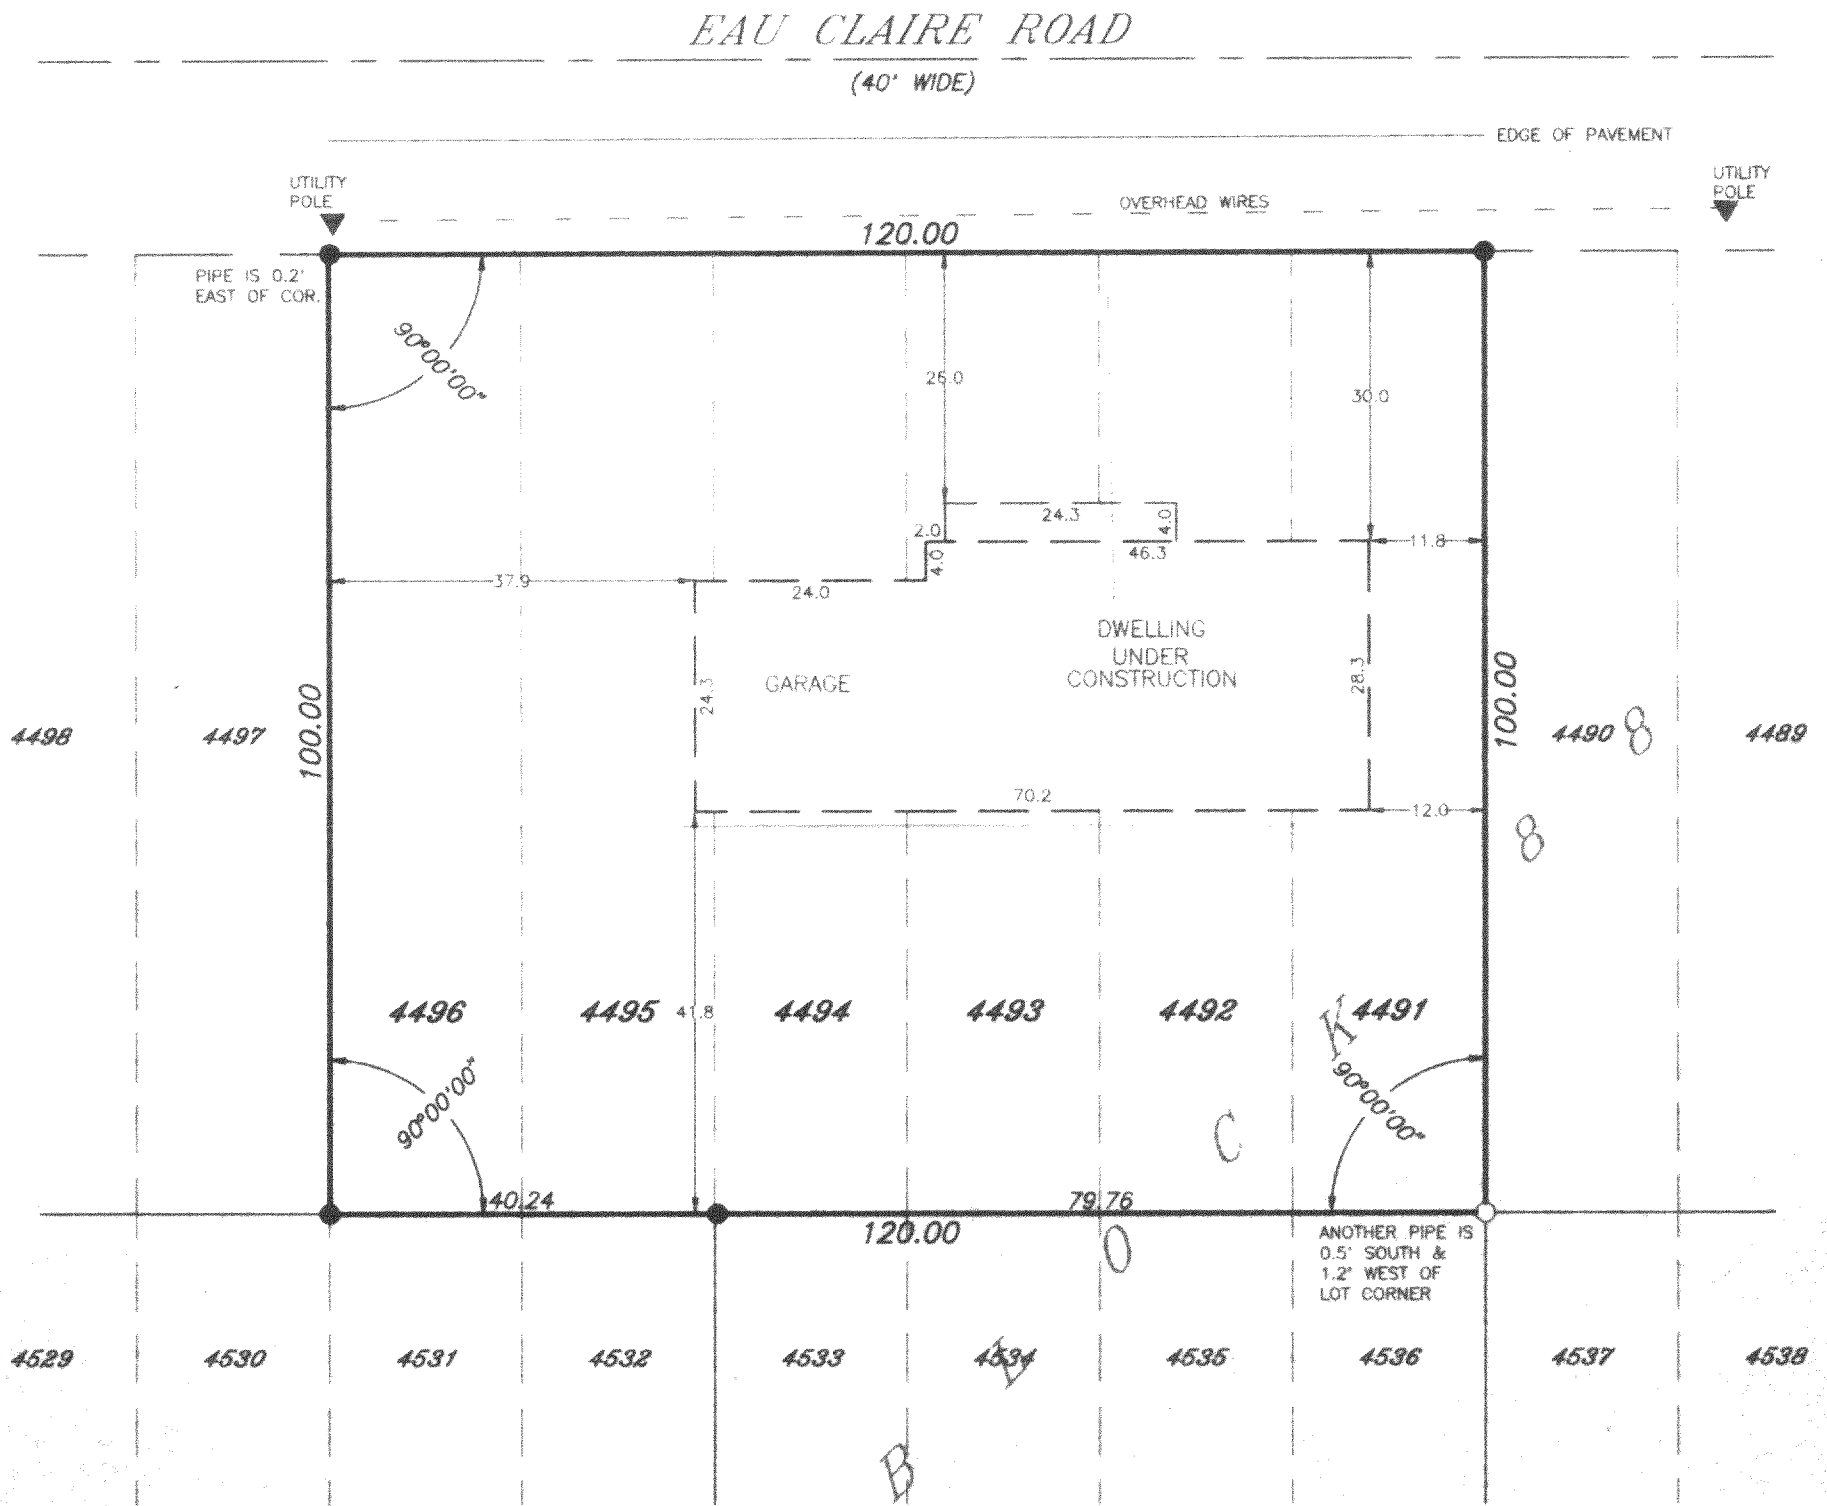 EAU CLAIRE ROAD
(40' WIDE)
EDGE OF PAVEMENT
UTILITY
POLE
UTILITY
POLE
OVERHEAD WIRES
120.00
PIPE IS 0.2'
EAST OF COR.
90°00'00"
26.0
30.0
24.3
4.0
2.0
4.0
46.3
11.8
37.9
24.0
DWELLING
UNDER
CONSTRUCTION
GARAGE
24.3
28.3
100.00
100.00
4498
4497
4490
4489
70.2
12.0
4496
4495
41.8
4494
4493
4492
4491
90°00'00"
90°00'00"
40.24
79.76
120.00
ANOTHER PIPE IS
0.5' SOUTH &
1.2' WEST OF
LOT CORNER
4529
4530
4531
4532
4533
4534
4535
4536
4537
4538
BLOCK 88